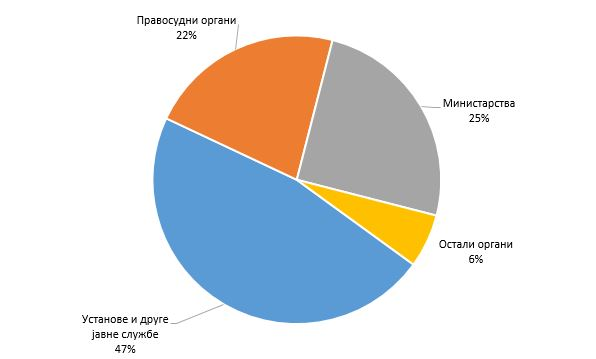 Правосудни органи
22%
Министарства
25%
Остали органи
6%
Установе и друге
јавне службе
47%